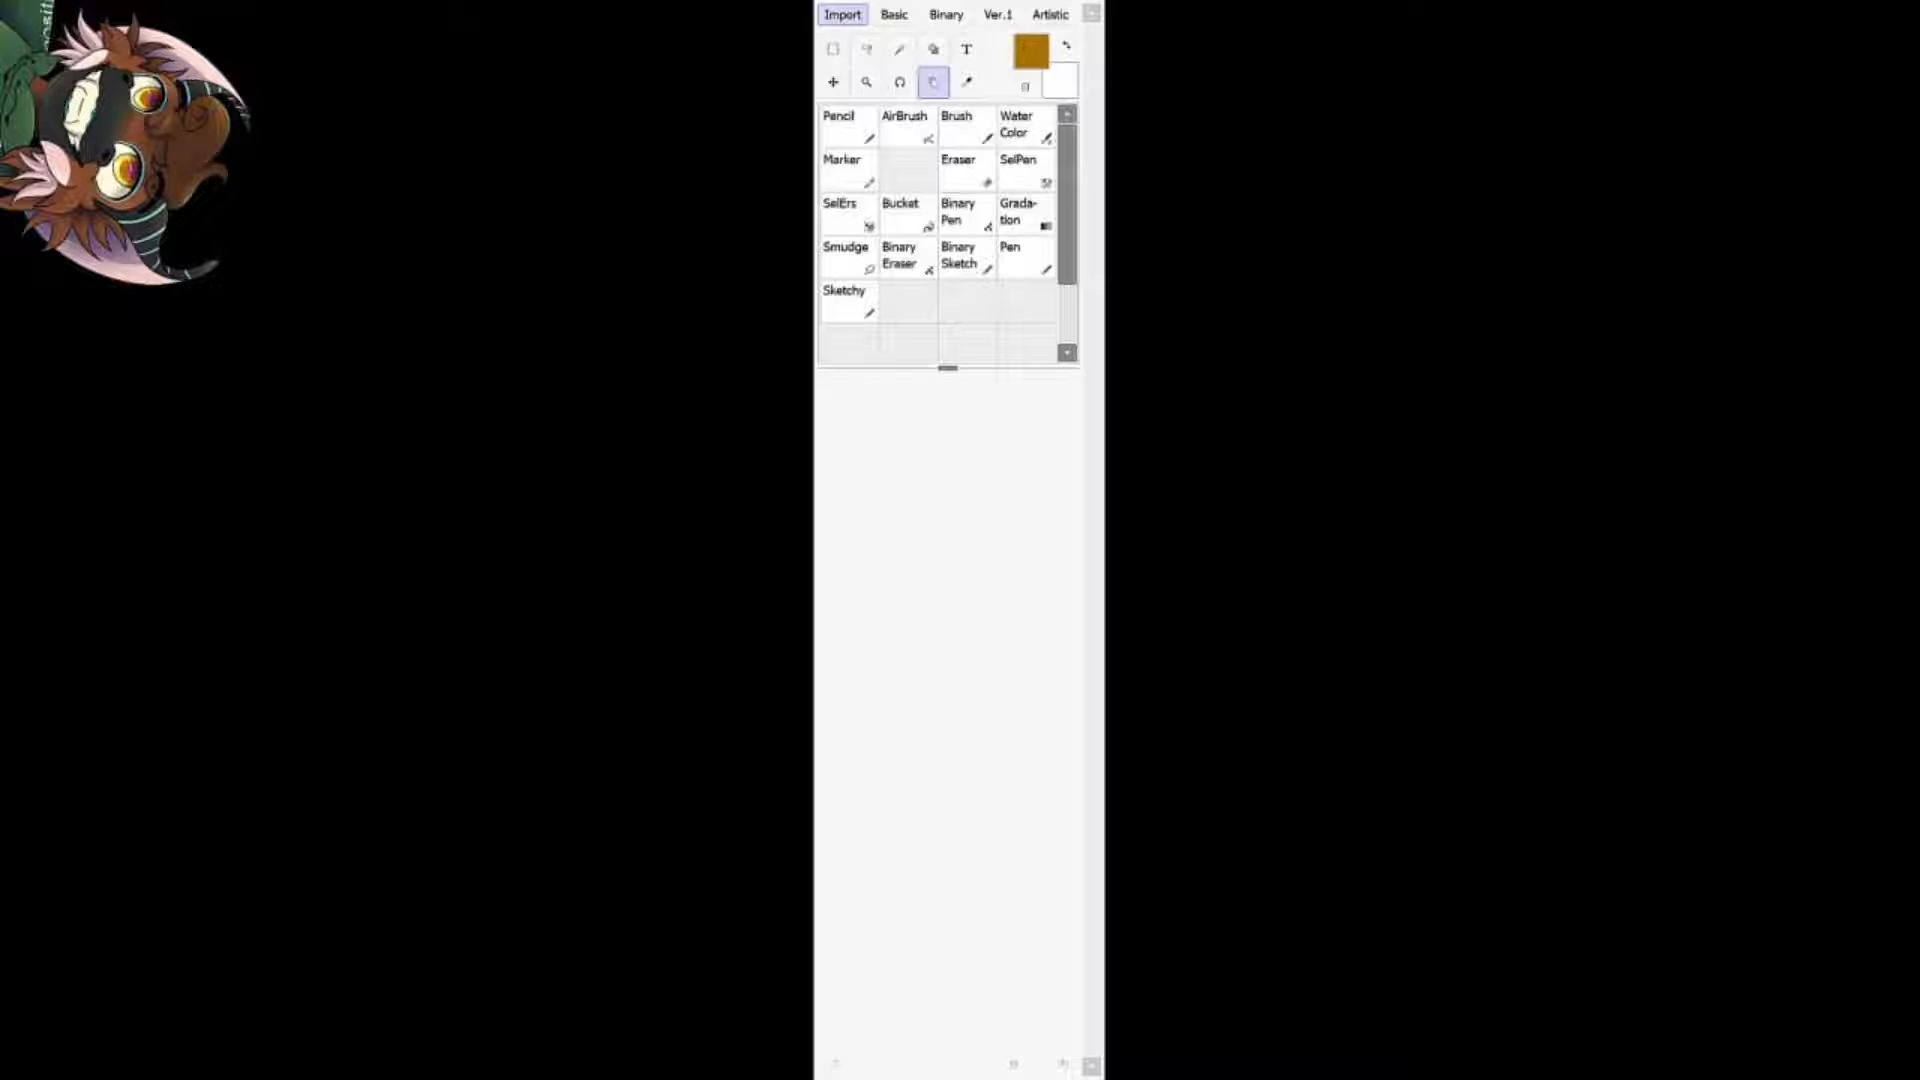 Import Basic Binary Ver.1 Artistic
T
Pencil AirBrush Brush Water
Color
Marker Eraser SelPen
SelErs Bucket Binary Grada-
Pen tion
Smudge Binary Binary Pen
Eraser Sketch
Sketchy